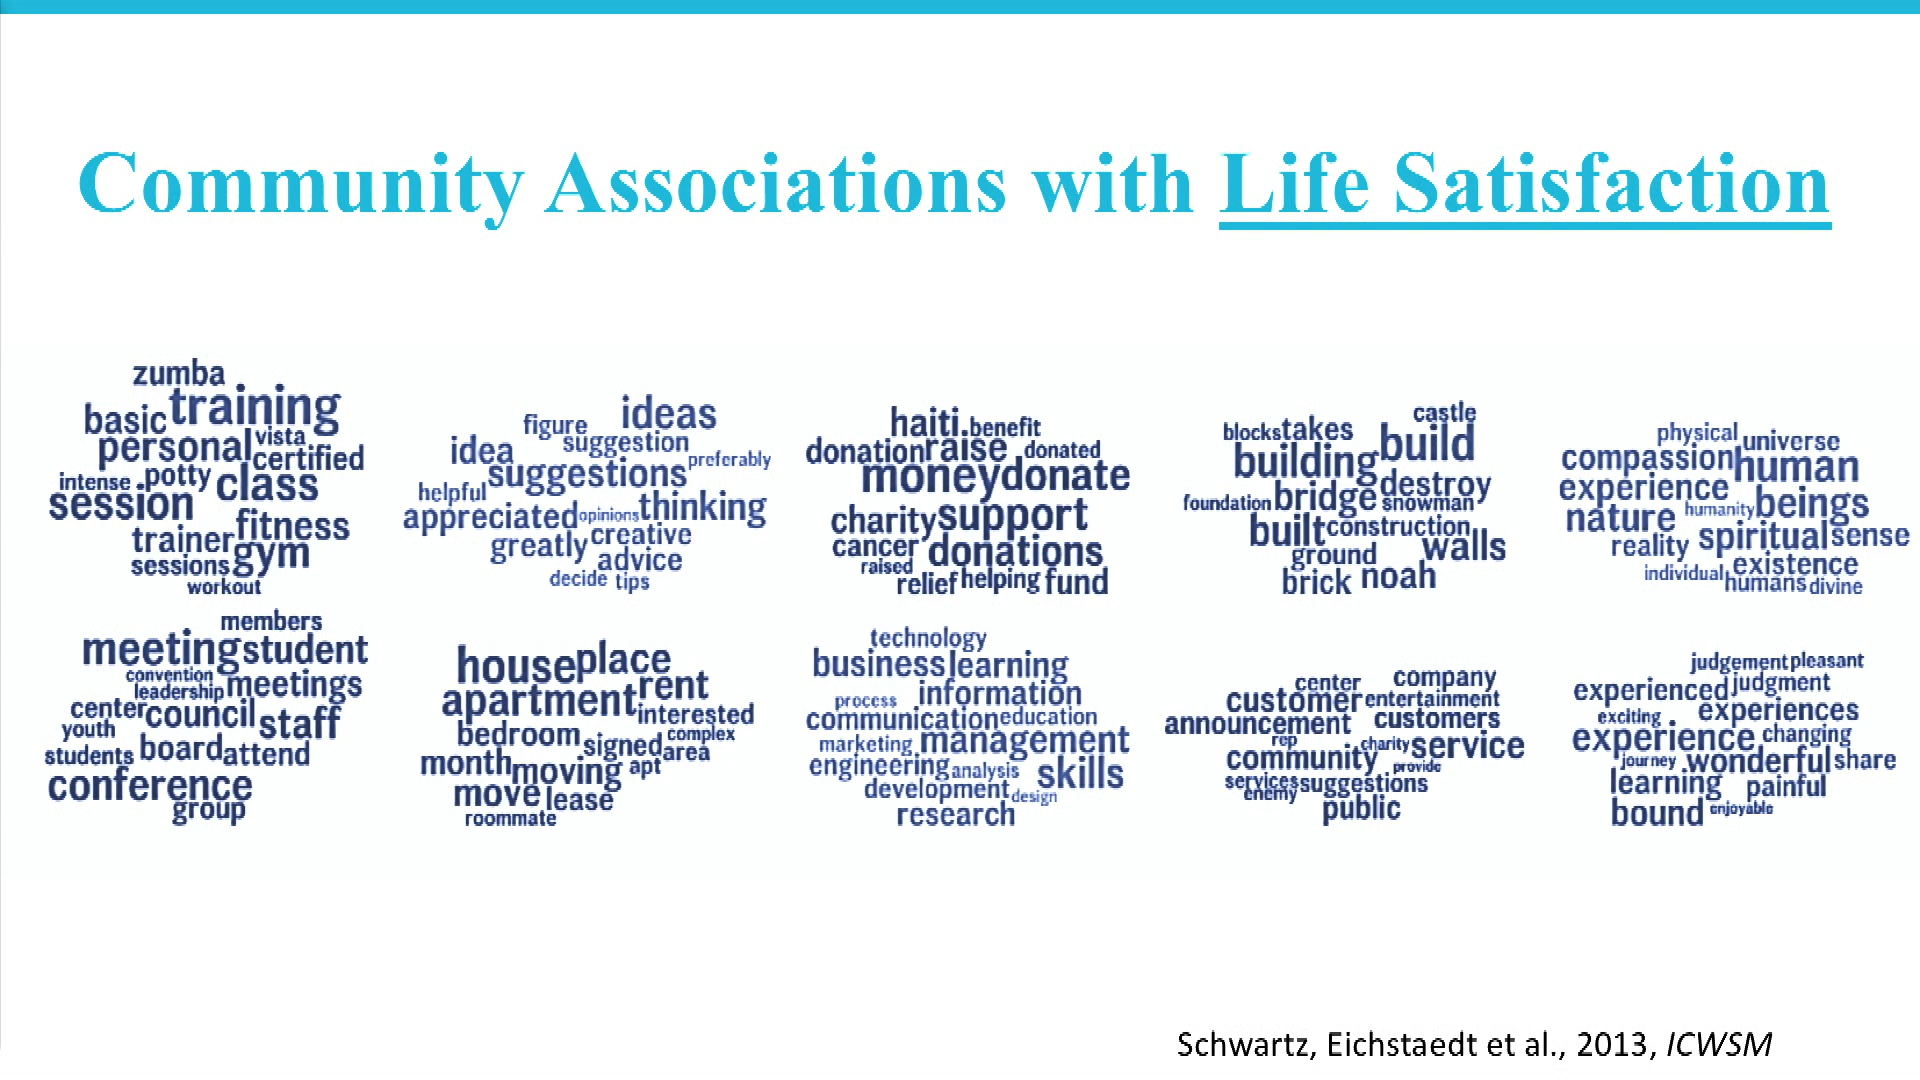 Community Associations with Life Satisfaction
zumba
basic training
personal vista
certified
intense potty class
session
trainer fitness
sessions gym
workout
figure ideas
idea suggestion
suggestions preferably
helpful thinking
appreciated opinions
greatly creative
advice
decide tips
haiti benefit
donation raise donated
money donate
charity support
cancer donations
raised
relief helping fund
castle
blocks takes build
building destroy
foundation bridge snowman
built construction
ground walls
brick noah
physical universe
compassion human
experience humanity beings
nature spiritual sense
reality existence
individual humans divine
members
meeting student
convention
leadership meetings
center council staff
youth
students board attend
conference
group
house place
apartment rent
interested
bedroom signed complex
area
month moving apt
move lease
roommate
technology
business learning
process information
communication education
marketing management
engineering analysis skills
development design
research
center company
customer entertainment
announcement customers
rep charity service
community provide
services suggestions
enemy
public
judgement pleasant
experienced judgment
exciting experiences
experience changing
journey wonderful share
learning painful
bound enjoyable
Schwartz, Eichstaedt et al., 2013, ICWSM